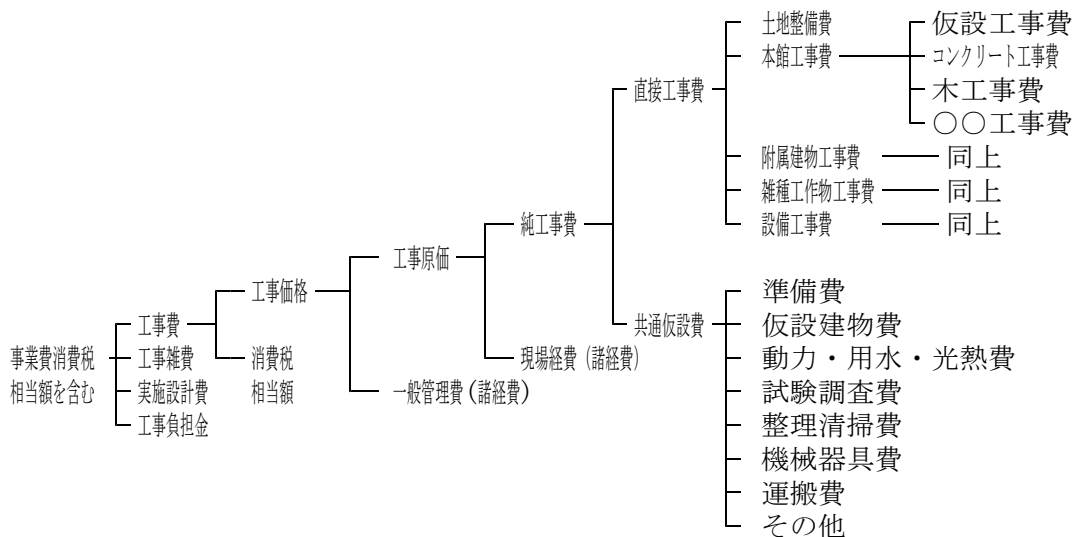 土地整備費
仮設工事費
本館工事費
コンクリート工事費
直接工事費
木工事費
○○工事費
附属建物工事費
同上
雑種工作物工事費
同上
純工事費
設備工事費
同上
工事原価
工事価格
準備費
工事費
共通仮設費
仮設建物費
事業費消費税
工事雑費
消費税
現場経費(諸経費)
動力・用水・光熱費
相当額を含む
実施設計費
相当額
一般管理費(諸経費)
試験調査費
工事負担金
整理清掃費
機械器具費
運搬費
その他